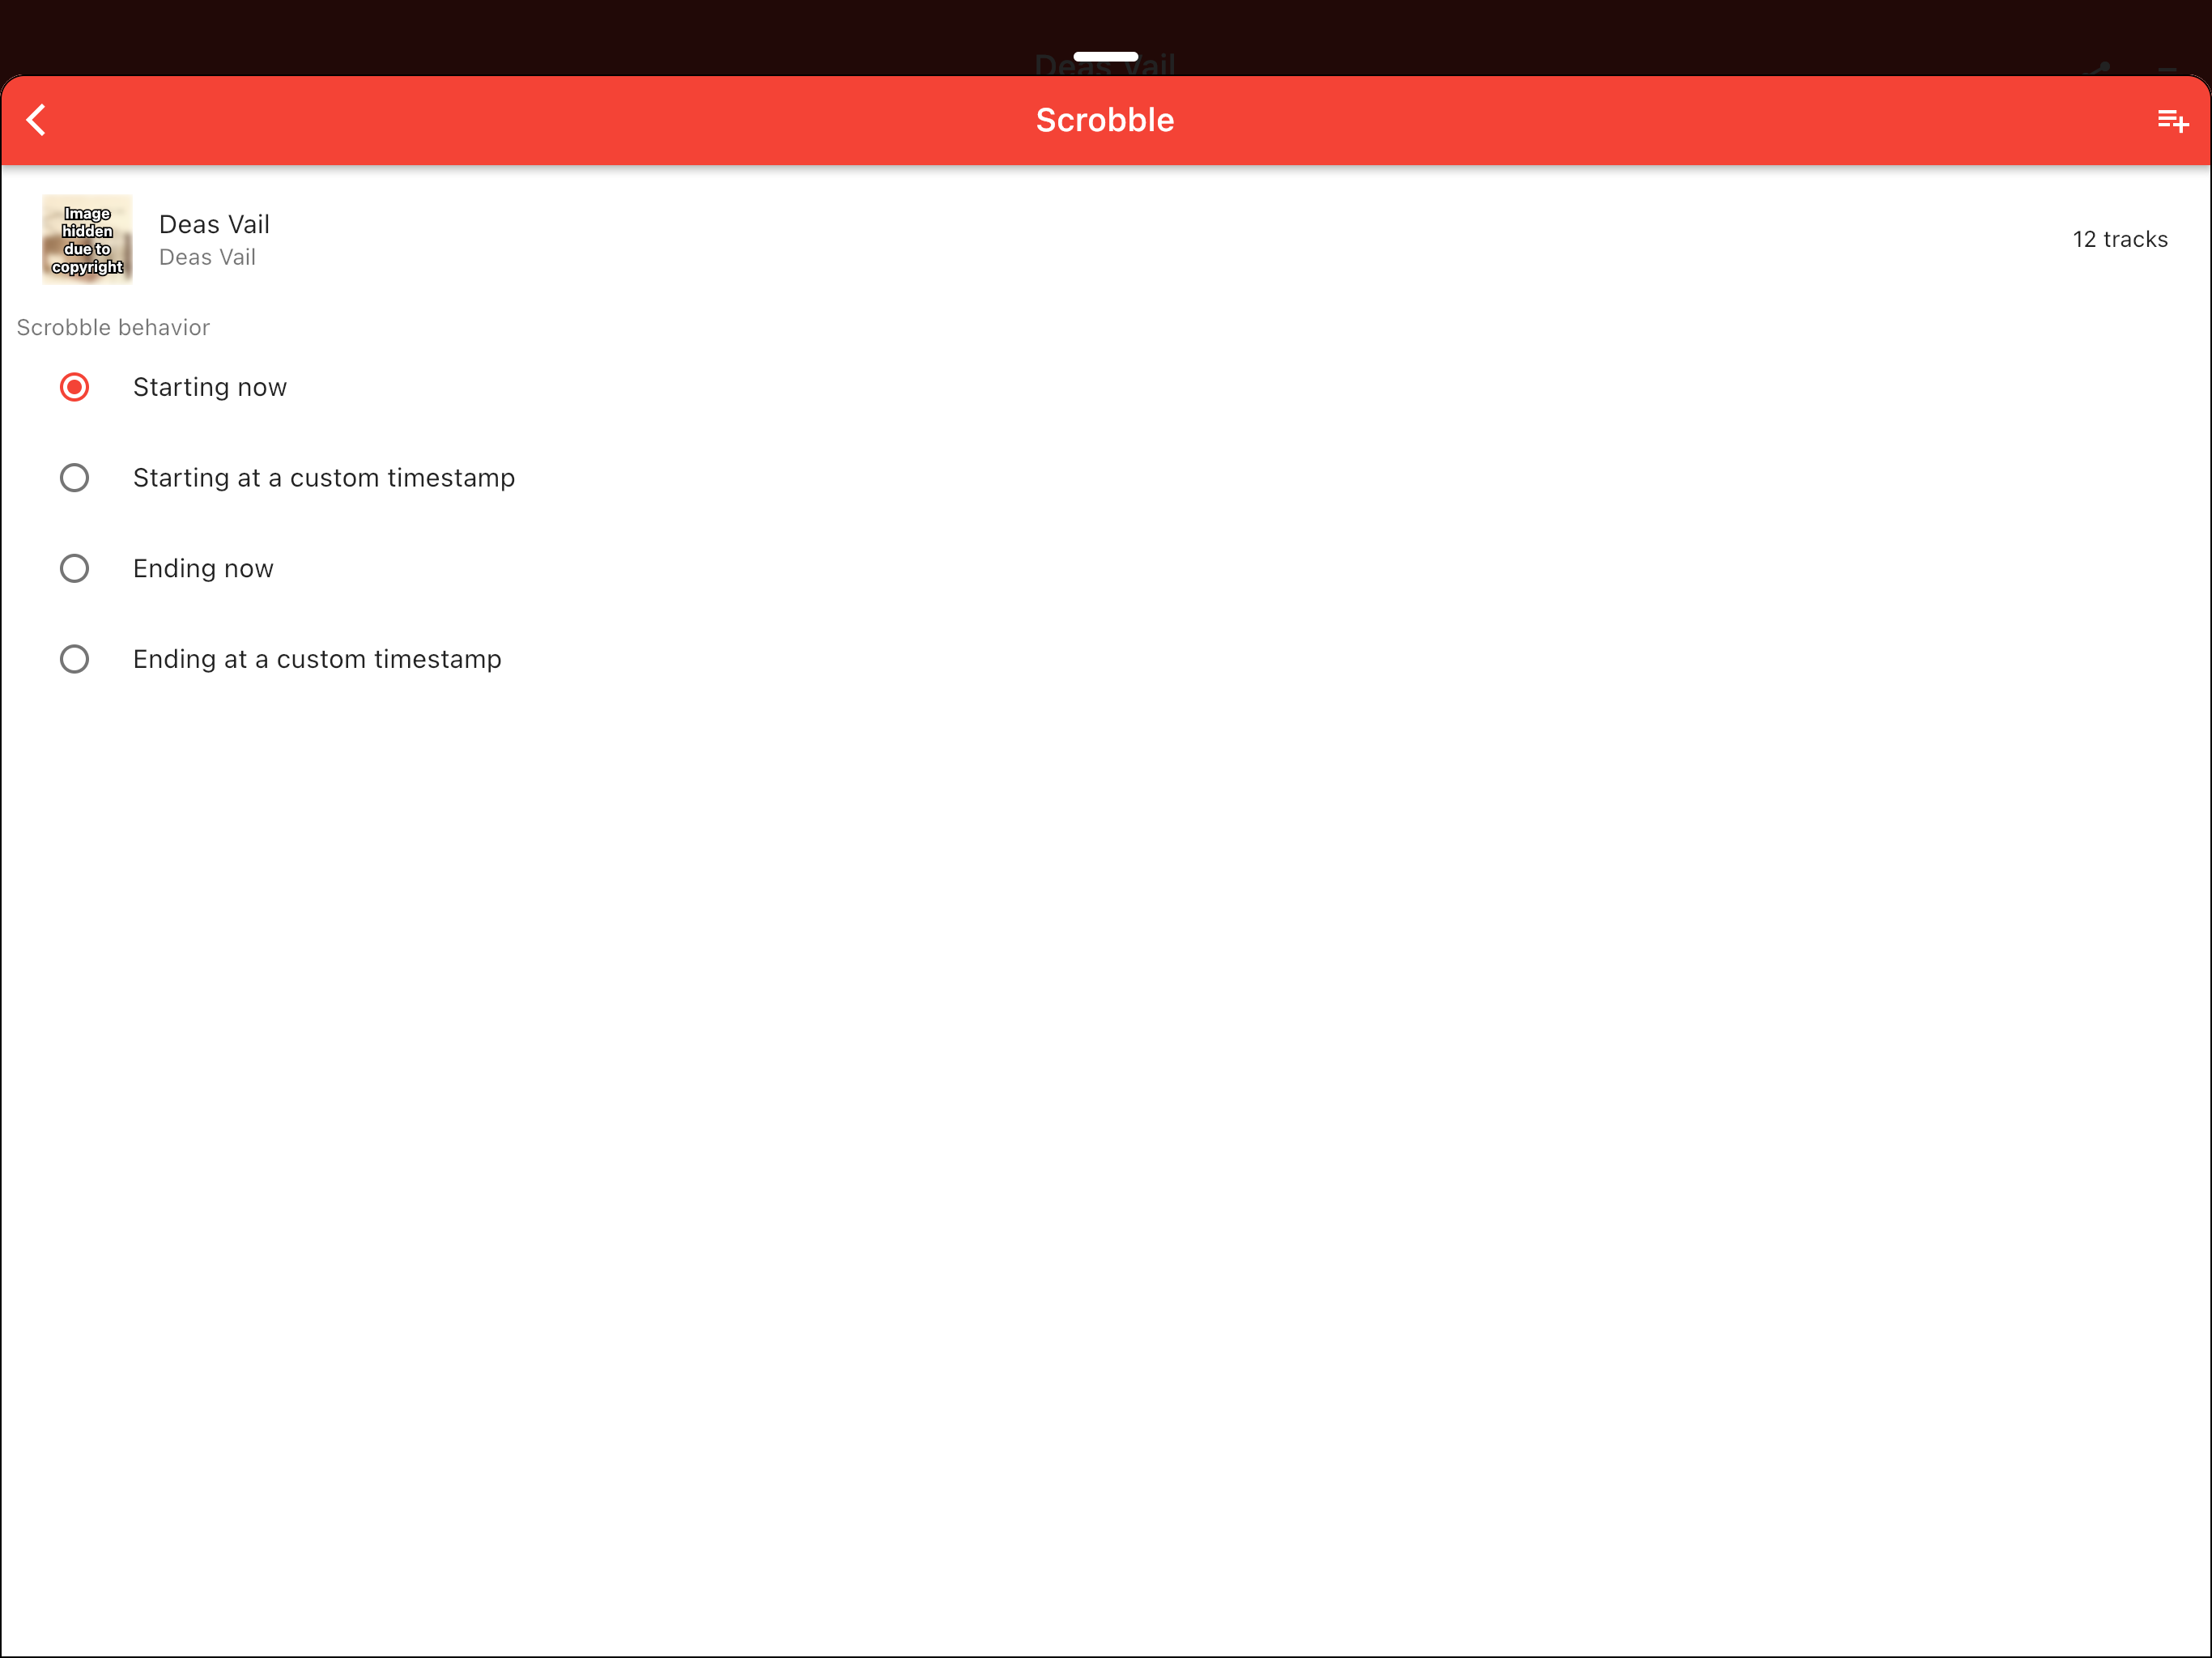 Deas Vail
Scrobble
Image
hidden
due to
copyright
Deas Vail
Deas Vail
12 tracks
Scrobble behavior
Starting now
Starting at a custom timestamp
Ending now
Ending at a custom timestamp